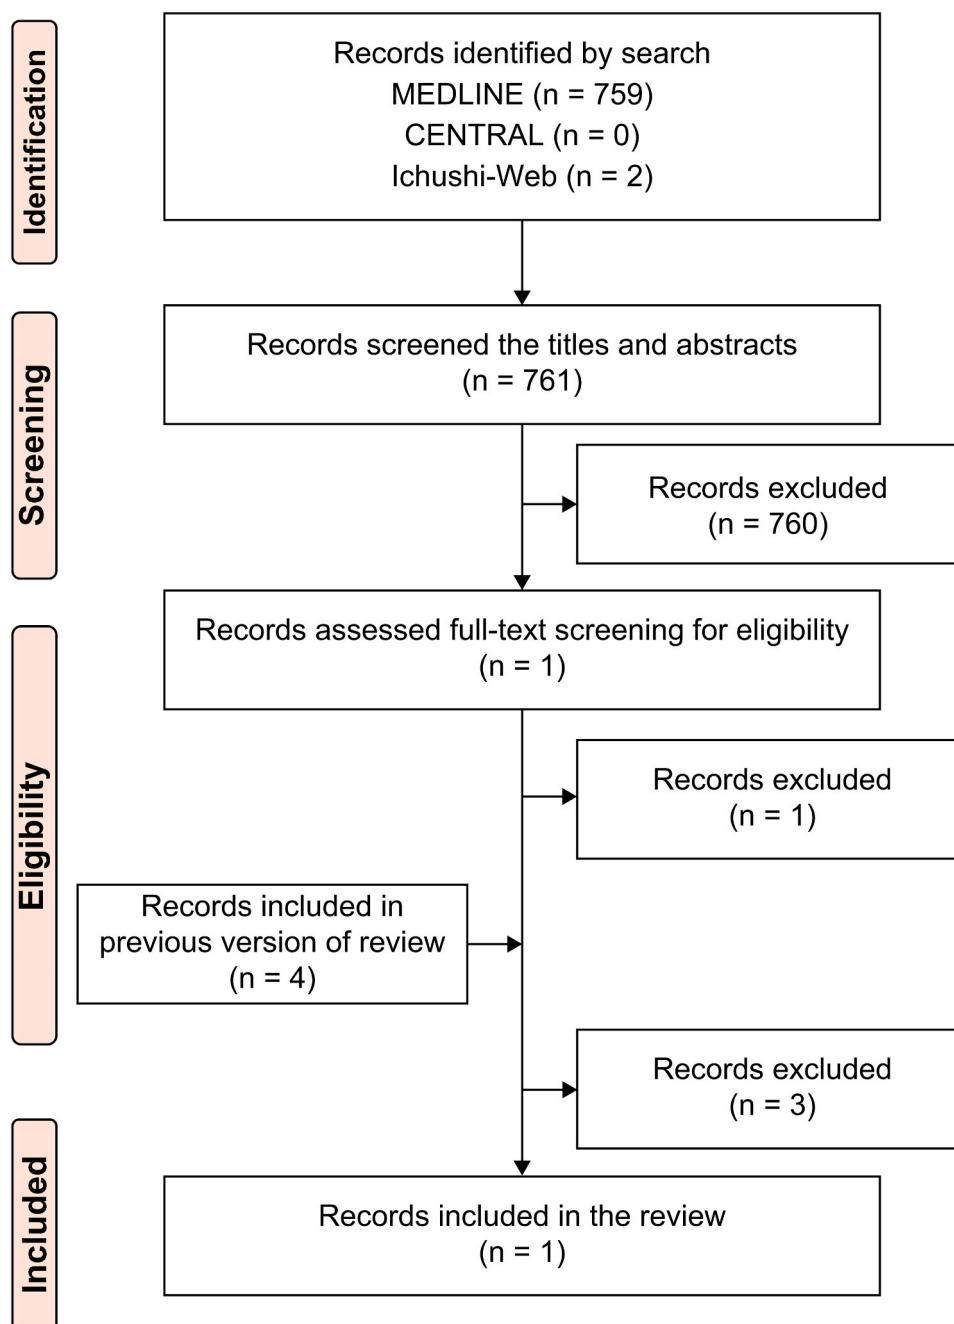 Identification
Records identified by search
MEDLINE (n = 759)
CENTRAL (n = 0)
Ichushi-Web (n = 2)
Screening
Records screened the titles and abstracts
(n = 761)
Records excluded
(n = 760)
Eligibility
Records assessed full-text screening for eligibility
(n = 1)
Records excluded
(n = 1)
Records included in
previous version of review
(n = 4)
Records excluded
(n = 3)
Included
Records included in the review
(n = 1)